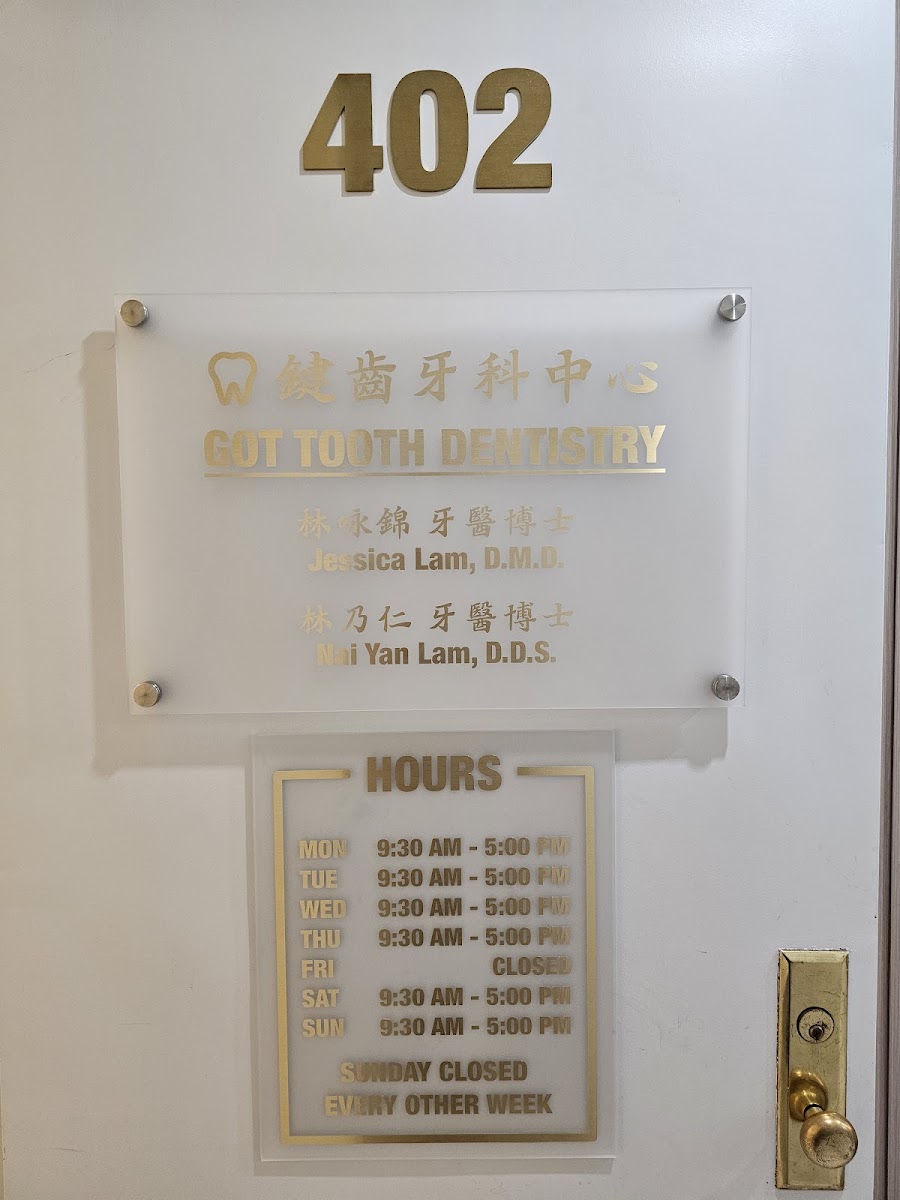 402
鍵齒牙科中心
GOT TOOTH DENTISTRY
林咏錦 牙醫博士
Jessica Lam, D.M.D.
林乃仁 牙醫博士
Nai Yan Lam, D.D.S.
HOURS
MON 9:30 AM - 5:00 PM
TUE 9:30 AM - 5:00 PM
WED 9:30 AM - 5:00 PM
THU 9:30 AM - 5:00 PM
FRI CLOSED
SAT 9:30 AM - 5:00 PM
SUN 9:30 AM - 5:00 PM
SUNDAY CLOSED
EVERY OTHER WEEK